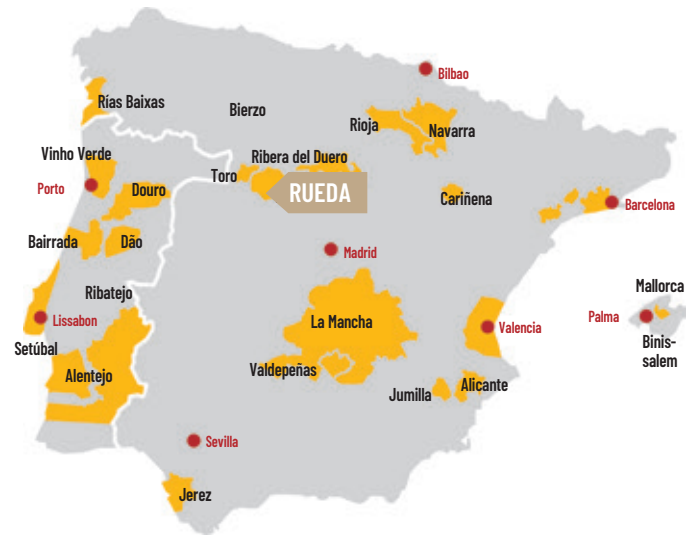 Bilbao
Rías Baixas
Bierzo
Rioja
Navarra
Vinho Verde
Ribera del Duero
Toro
Porto
Douro
RUEDA
Cariñena
Barcelona
Bairrada
Dão
Madrid
Ribatejo
Mallorca
Lissabon
La Mancha
Valencia
Palma
Setúbal
Binis-
salem
Alentejo
Valdepeñas
Jumilla
Alicante
Sevilla
Jerez